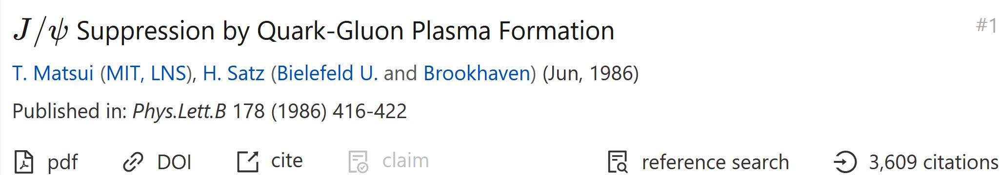 J/ψ Suppression by Quark-Gluon Plasma Formation #1
T. Matsui (MIT, LNS), H. Satz (Bielefeld U. and Brookhaven) (Jun, 1986)
Published in: Phys.Lett.B 178 (1986) 416-422
pdf DOI cite claim reference search 3,609 citations